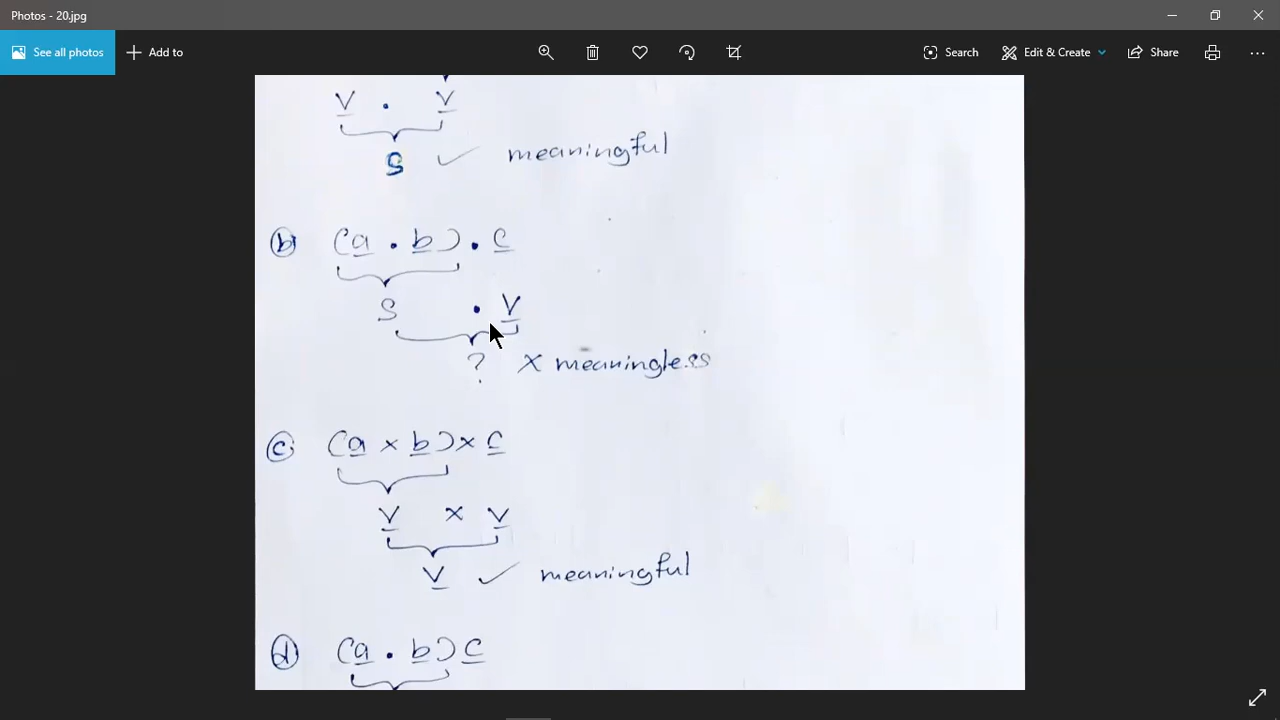 Photos - 20.jpg
See all photos
Add to
Search
Edit & Create
Share
V . V
S ✓ meaningful
ⓑ (a . b) . c
S . V
? X meaningless
ⓒ (a × b) × c
V × V
V ✓ meaningful
ⓓ (a . b) c